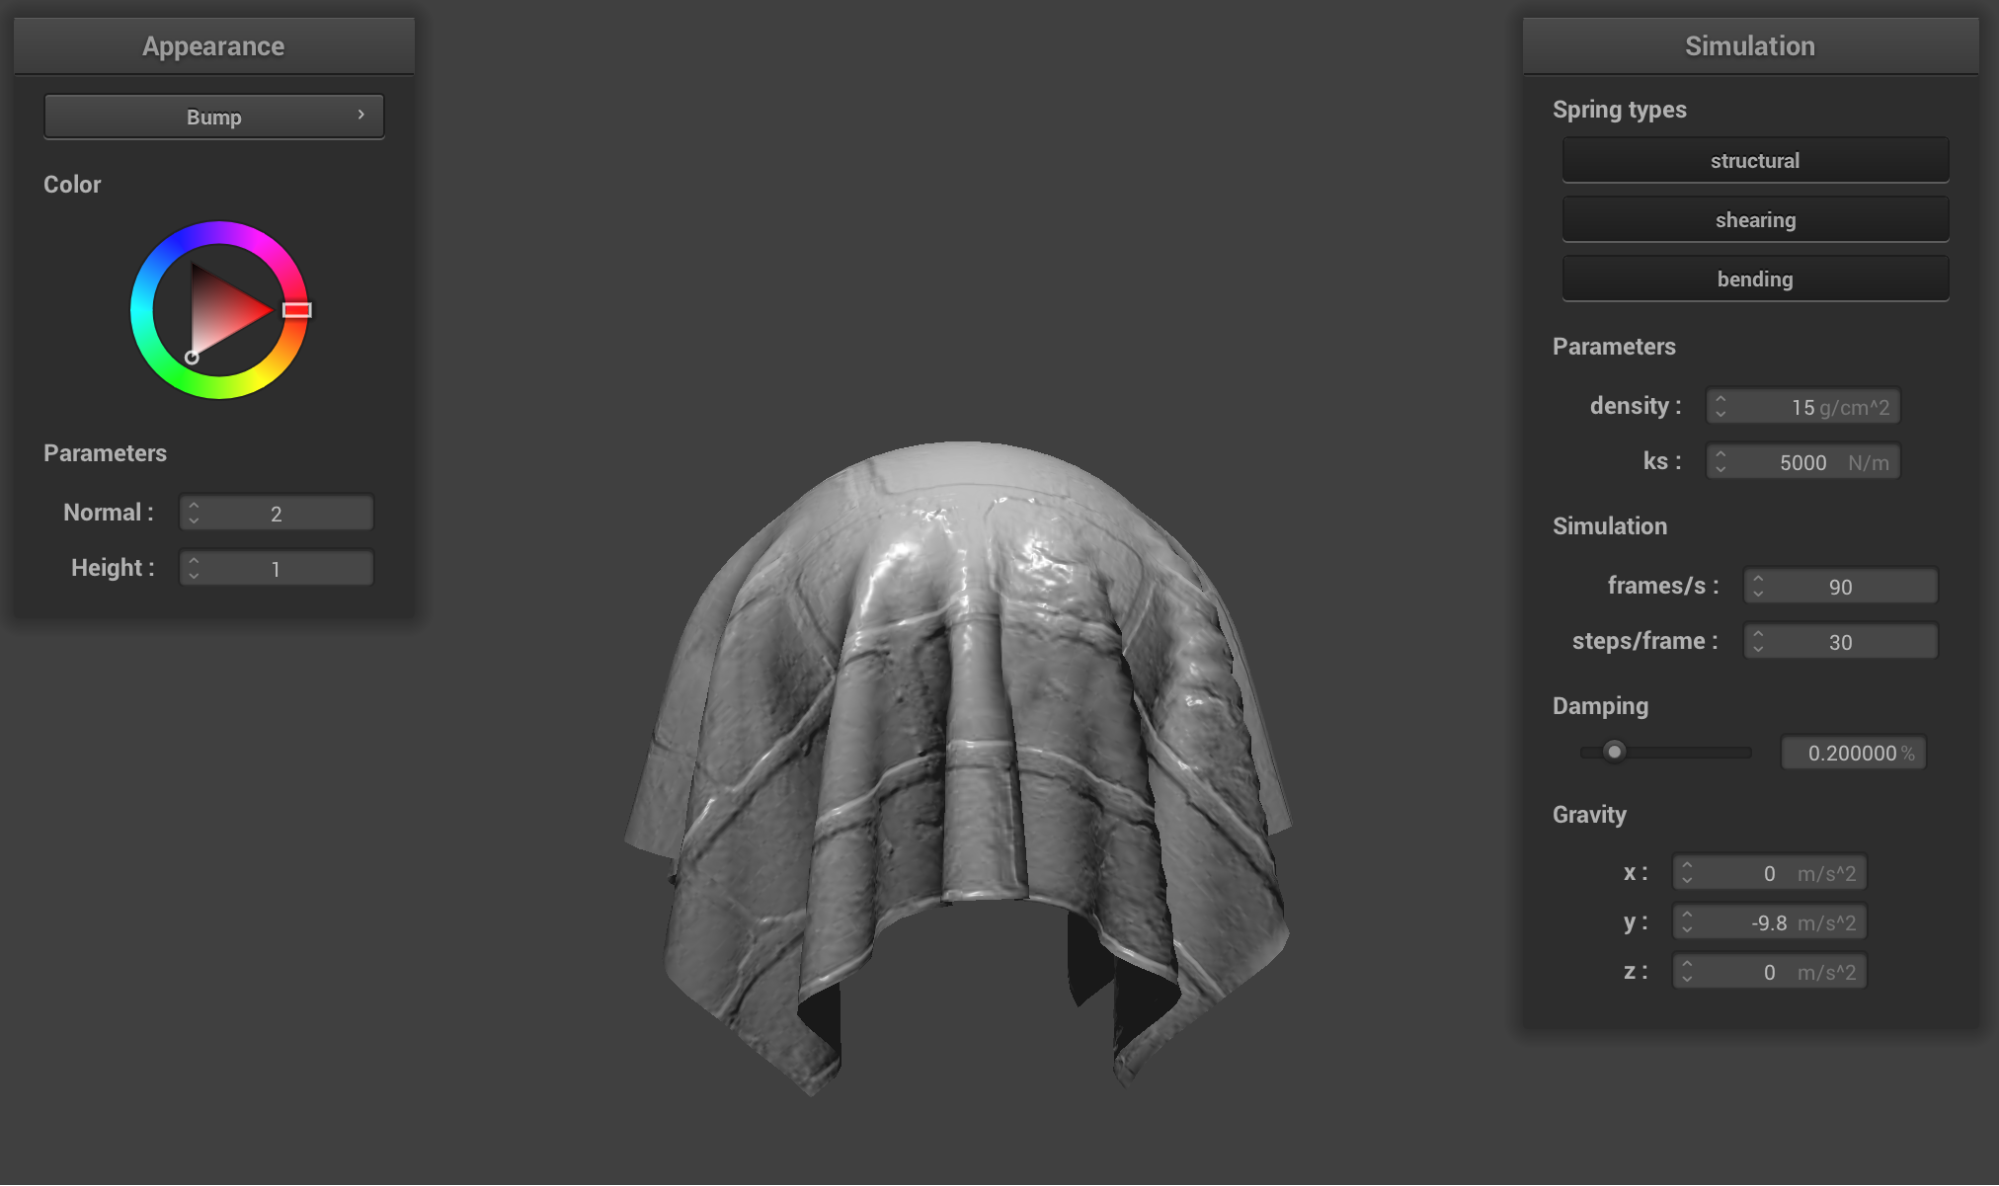 Appearance
Bump ›
Color
Parameters
Normal : 2
Height : 1
Simulation
Spring types
structural
shearing
bending
Parameters
density : 15 g/cm^2
ks : 5000 N/m
Simulation
frames/s : 90
steps/frame : 30
Damping
0.200000 %
Gravity
x : 0 m/s^2
y : -9.8 m/s^2
z : 0 m/s^2